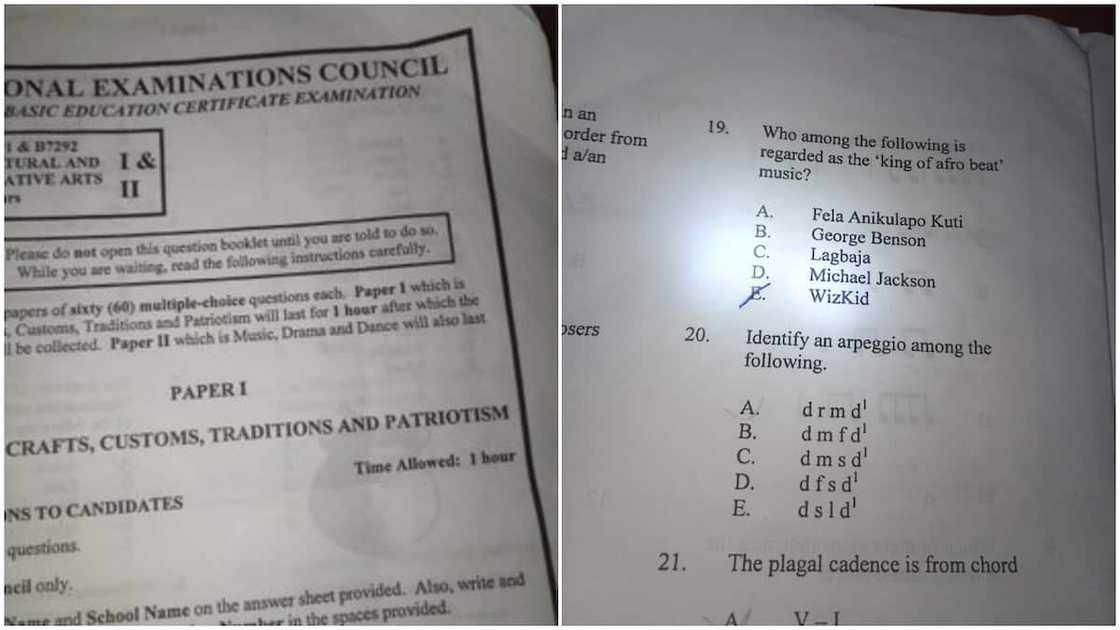 ONAL EXAMINATIONS COUNCIL
BASIC EDUCATION CERTIFICATE EXAMINATION
I & B7292
TURAL AND
ATIVE ARTS
I &
II
rs
Please do not open this question booklet until you are told to do so.
While you are waiting, read the following instructions carefully.
papers of sixty (60) multiple-choice questions each. Paper I which is
, Customs, Traditions and Patriotism will last for 1 hour after which the
ll be collected. Paper II which is Music, Drama and Dance will also last
PAPER I
CRAFTS, CUSTOMS, TRADITIONS AND PATRIOTISM
Time Allowed: 1 hour
NS TO CANDIDATES
questions.
ncil only.
Name and School Name on the answer sheet provided. Also, write and
Number in the spaces provided.
n an
order from
d a/an
osers
19. Who among the following is
regarded as the ‘king of afro beat’
music?
A. Fela Anikulapo Kuti
B. George Benson
C. Lagbaja
D. Michael Jackson
E. WizKid
20. Identify an arpeggio among the
following.
A. d r m d¹
B. d m f d¹
C. d m s d¹
D. d f s d¹
E. d s l d¹
21. The plagal cadence is from chord
A V – I